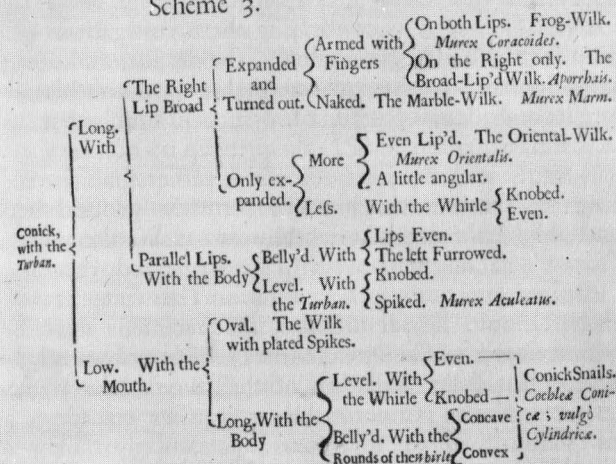 Scheme 3.
Conick,
with the
Turban.
Long.
With
The Right
Lip Broad
Expanded
and
Turned out.
Armed with
Fingers
On both Lips. Frog-Wilk.
Murex Coracoides.
On the Right only. The
Broad-Lip'd Wilk. Aporrhais.
Naked. The Marble-Wilk. Murex Marm.
Only ex-
panded.
More
Even Lip'd. The Oriental-Wilk.
Murex Orientalis.
A little angular.
Less. With the Whirle
Knobed.
Even.
Parallel Lips.
With the Body
Belly'd. With
Lips Even.
The left Furrowed.
Level. With
the Turban.
Knobed.
Spiked. Murex Aculeatus.
Low. With the
Mouth.
Oval. The Wilk
with plated Spikes.
Long. With the
Body
Level. With
the Whirle
Even.
Knobed
Belly'd. With the
Rounds of the whirle
Concave
Convex
Conick Snails.
Cochleæ Coni-
cæ; vulgò
Cylindricæ.